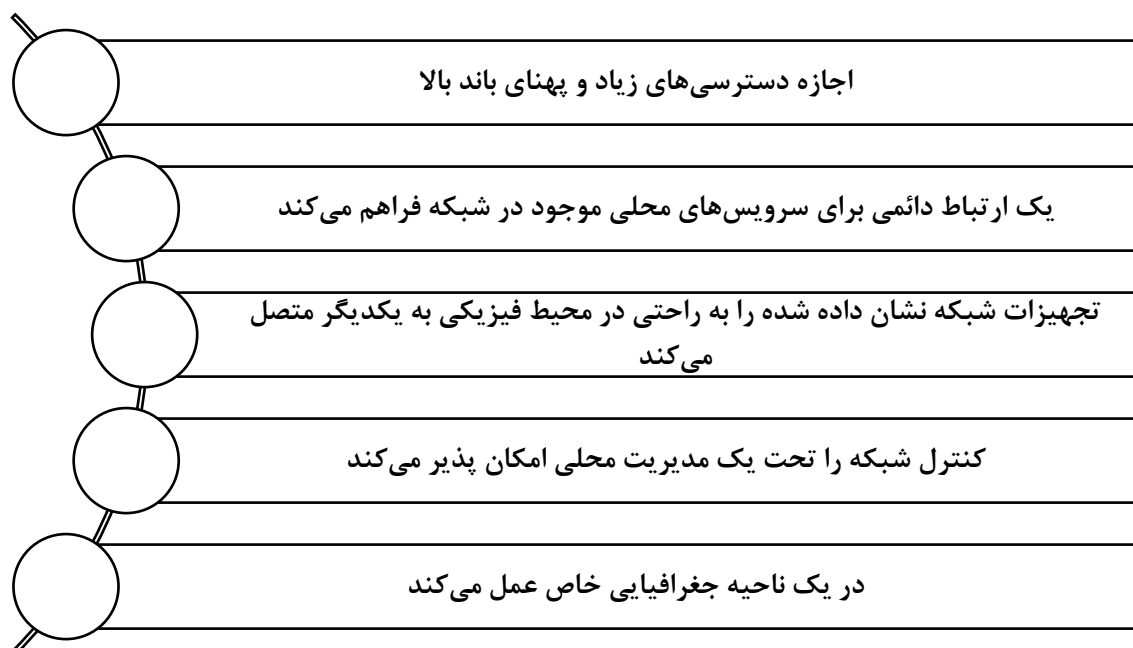 اجازه دسترسی‌های زیاد و پهنای باند بالا
یک ارتباط دائمی برای سرویس‌های محلی موجود در شبکه فراهم می‌کند
تجهیزات شبکه نشان داده شده را به راحتی در محیط فیزیکی به یکدیگر متصل
می‌کند
کنترل شبکه را تحت یک مدیریت محلی امکان پذیر می‌کند
در یک ناحیه جغرافیایی خاص عمل می‌کند